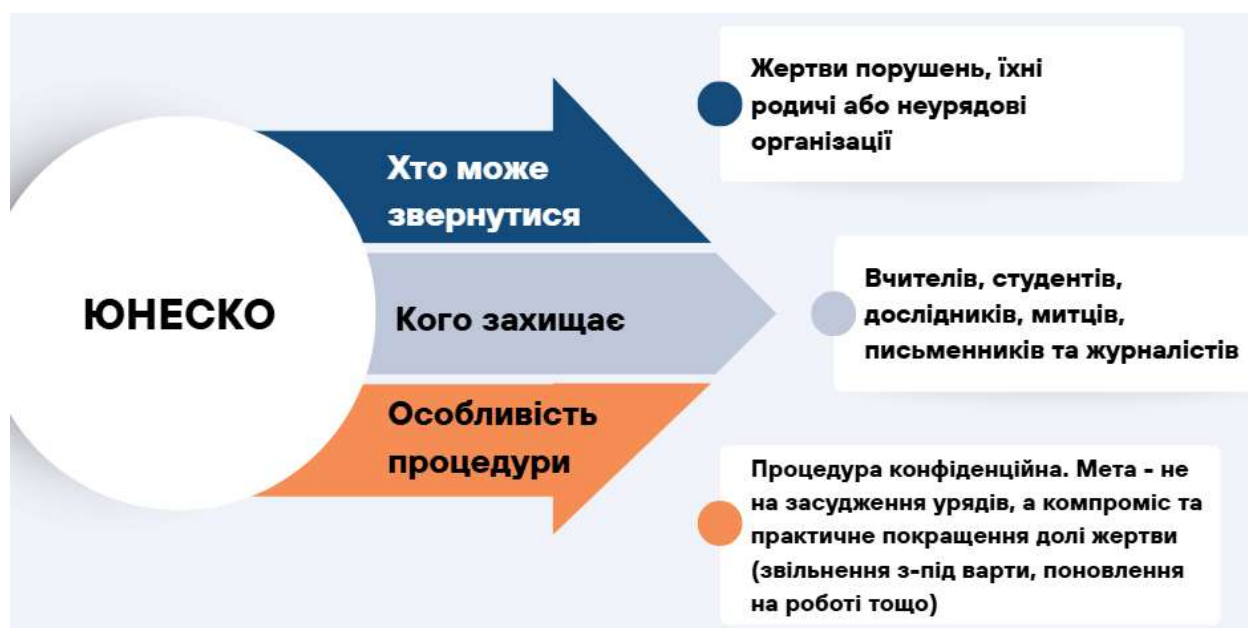 ЮНЕСКО
Хто може
звернутися
Жертви порушень, їхні
родичі або неурядові
організації
Кого захищає
Вчителів, студентів,
дослідників, митців,
письменників та журналістів
Особливість
процедури
Процедура конфіденційна. Мета - не
на засудження урядів, а компроміс та
практичне покращення долі жертви
(звільнення з-під варти, поновлення
на роботі тощо)